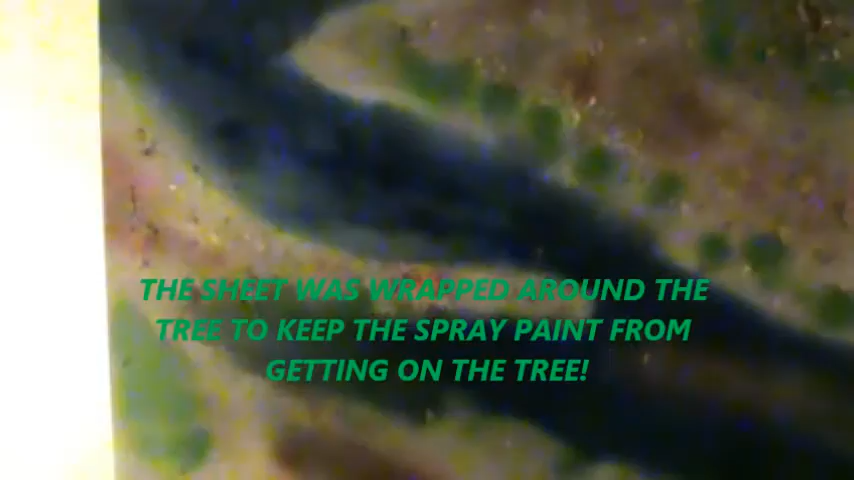 THE SHEET WAS WRAPPED AROUND THE
TREE TO KEEP THE SPRAY PAINT FROM
GETTING ON THE TREE!